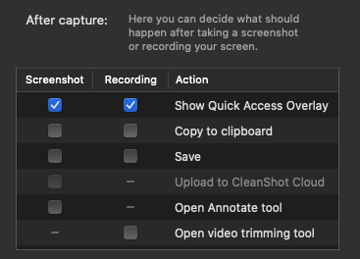 After capture: Here you can decide what should
happen after taking a screenshot
or recording your screen.
Screenshot Recording Action
Show Quick Access Overlay
Copy to clipboard
Save
– Upload to CleanShot Cloud
– Open Annotate tool
– Open video trimming tool